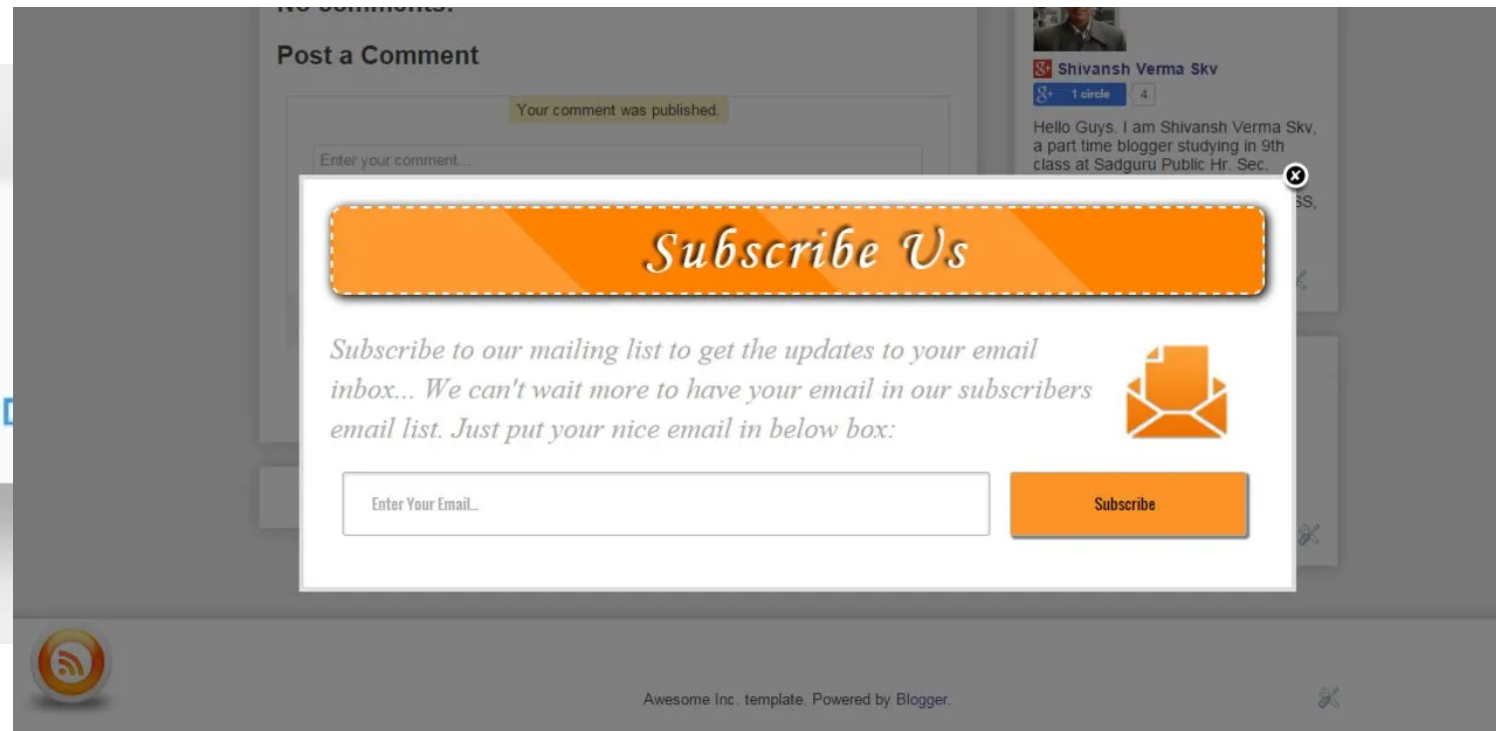 No comments:
Post a Comment
Your comment was published.
Enter your comment...
Shivansh Verma Skv
1 circle 4
Hello Guys. I am Shivansh Verma Skv,
a part time blogger studying in 9th
class at Sadguru Public Hr. Sec.
SS,
Subscribe Us
Subscribe to our mailing list to get the updates to your email
inbox... We can't wait more to have your email in our subscribers
email list. Just put your nice email in below box:
Enter Your Email...
Subscribe
Awesome Inc. template. Powered by Blogger.